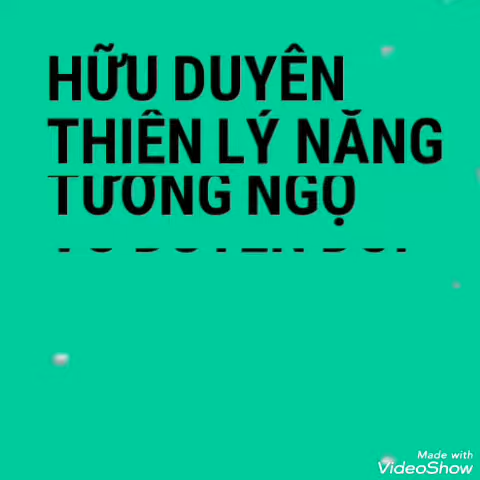 HỮU DUYÊN
THIÊN LÝ NĂNG
TƯƠNG NGỘ
Made with
VideoShow